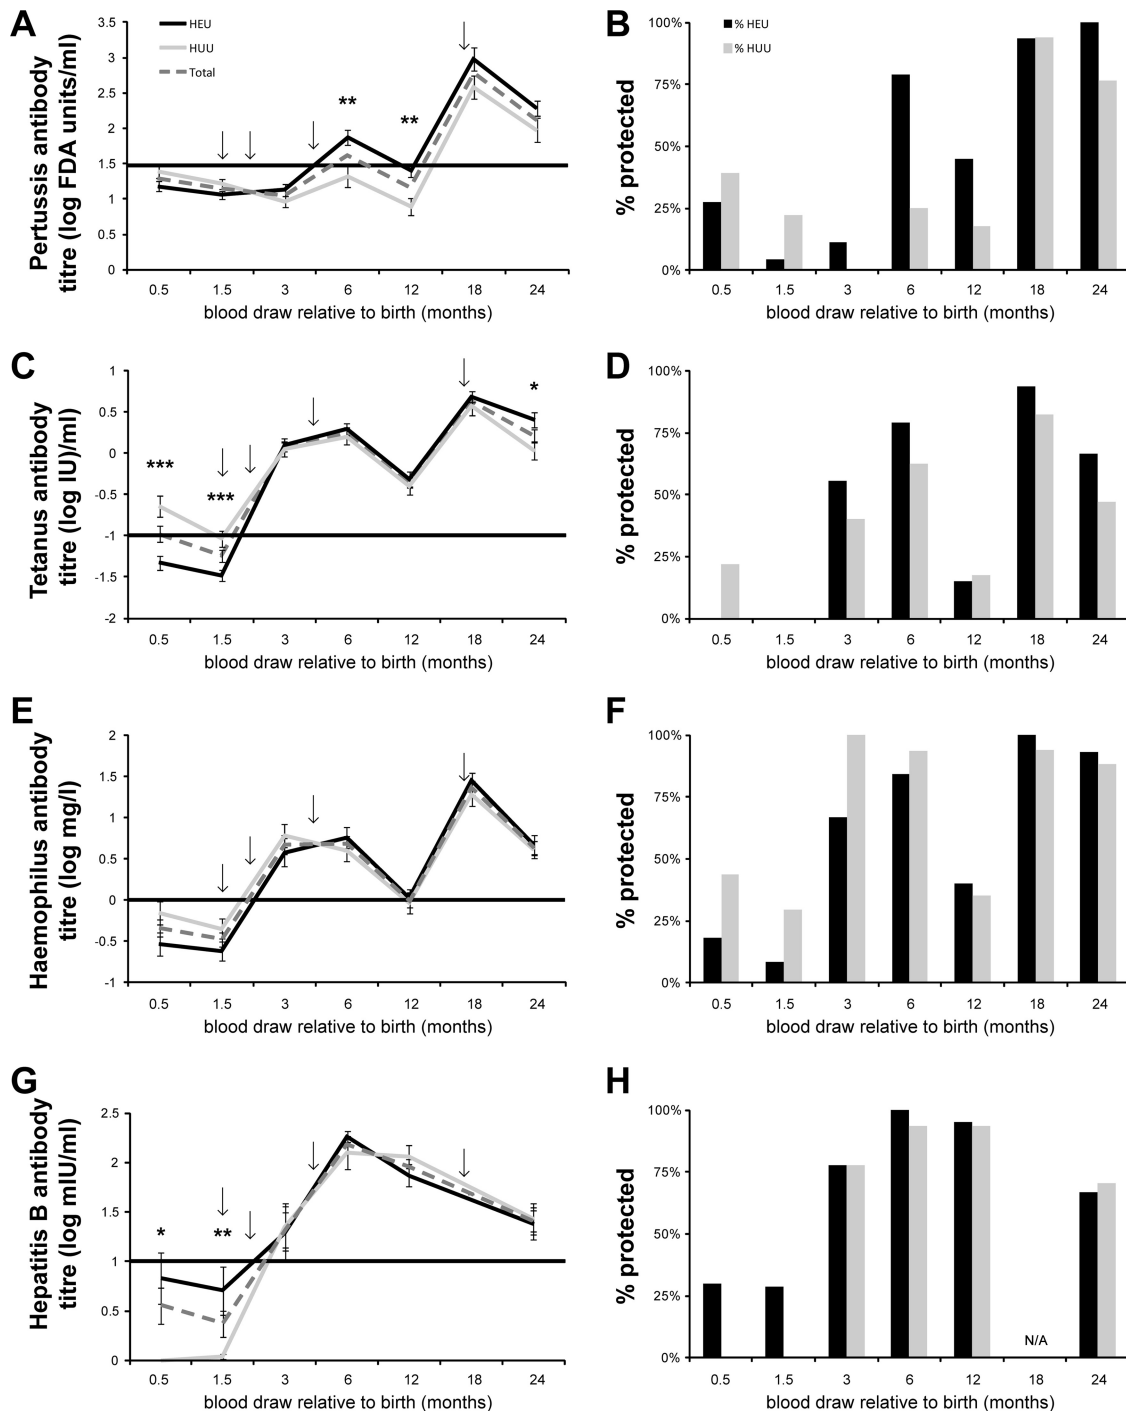 A
Pertussis antibody
titre (log FDA units/ml)
3.5
3
2.5
2
1.5
1
0.5
0
HEU
HUU
Total
**
**
0.5 1.5 3 6 12 18 24
blood draw relative to birth (months)
B
% protected
100%
75%
50%
25%
0%
% HEU
% HUU
0.5 1.5 3 6 12 18 24
blood draw relative to birth (months)
C
Tetanus antibody
titre (log IU)/ml)
1
0.5
0
-0.5
-1
-1.5
-2
***
***
*
0.5 1.5 3 6 12 18 24
blood draw relative to birth (months)
D
% protected
100%
75%
50%
25%
0%
0.5 1.5 3 6 12 18 24
blood draw relative to birth (months)
E
Haemophilus antibody
titre (log mg/l)
2
1.5
1
0.5
0
-0.5
-1
0.5 1.5 3 6 12 18 24
blood draw relative to birth (months)
F
% protected
100%
75%
50%
25%
0%
0.5 1.5 3 6 12 18 24
blood draw relative to birth (months)
G
Hepatitis B antibody
titre (log mIU/ml)
2.5
2
1.5
1
0.5
0
*
**
0.5 1.5 3 6 12 18 24
blood draw relative to birth (months)
H
% protected
100%
75%
50%
25%
0%
N/A
0.5 1.5 3 6 12 18 24
blood draw relative to birth (months)